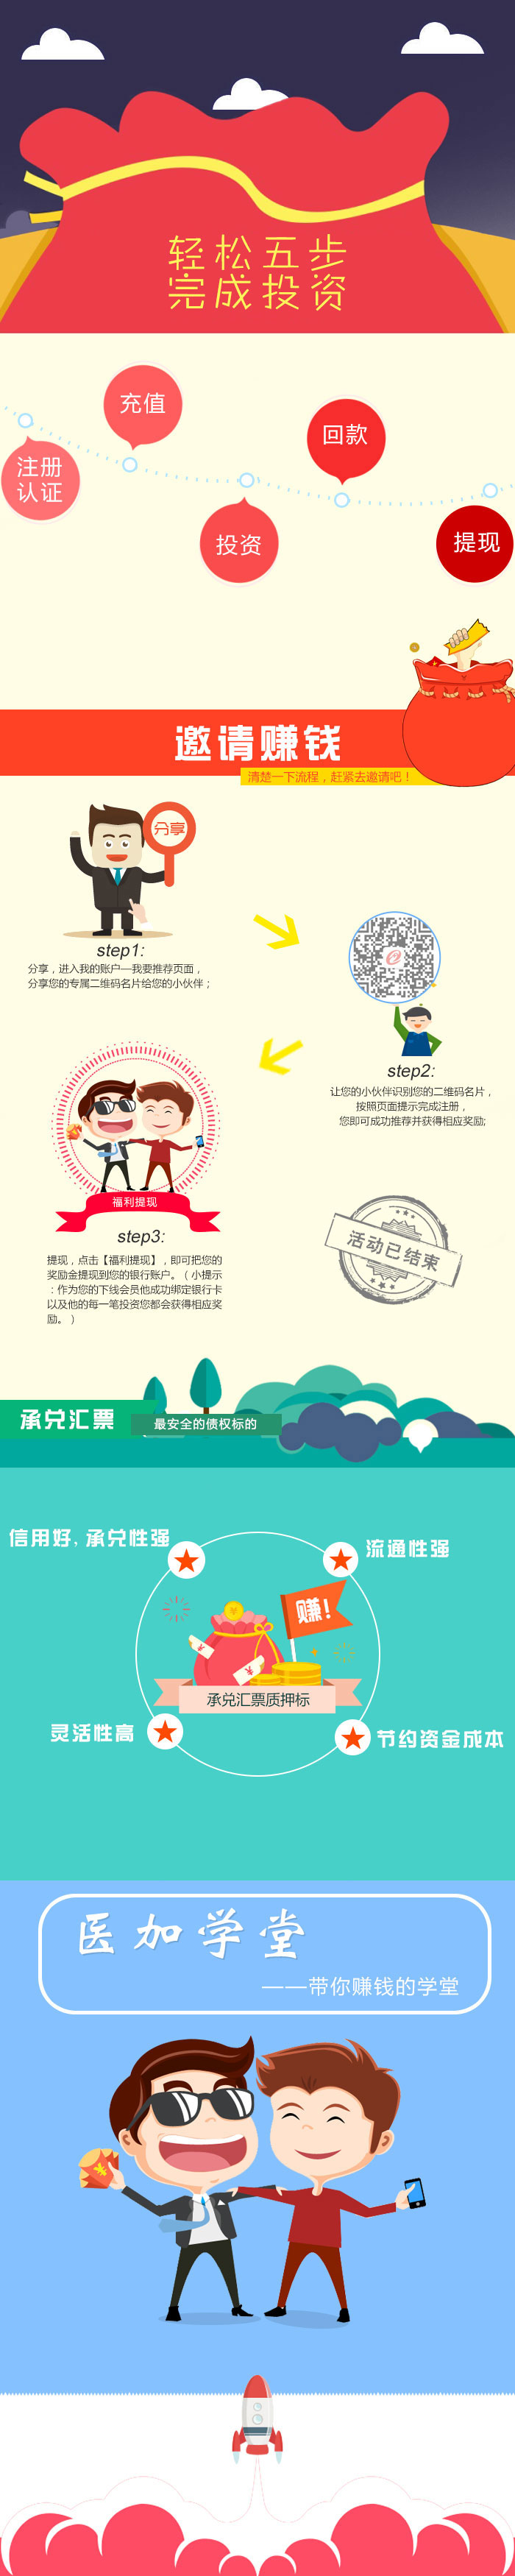 轻松五步
完成投资
充值
回款
注册
认证
投资
提现
邀请赚钱
清楚一下流程，赶紧去邀请吧！
分享
step1:
分享，进入我的账户—我要推荐页面，
分享您的专属二维码名片给您的小伙伴；
step2:
让您的小伙伴识别您的二维码名片，
按照页面提示完成注册，
您即可成功推荐并获得相应奖励;
福利提现
step3:
提现，点击【福利提现】，即可把您的
奖励金提现到您的银行账户。（小提示
：作为您的下线会员他成功绑定银行卡
以及他的每一笔投资您都会获得相应奖
励。）
活动已结束
承兑汇票
最安全的债权标的
信用好，承兑性强
流通性强
赚！
承兑汇票质押标
灵活性高
节约资金成本
医加学堂
——带你赚钱的学堂